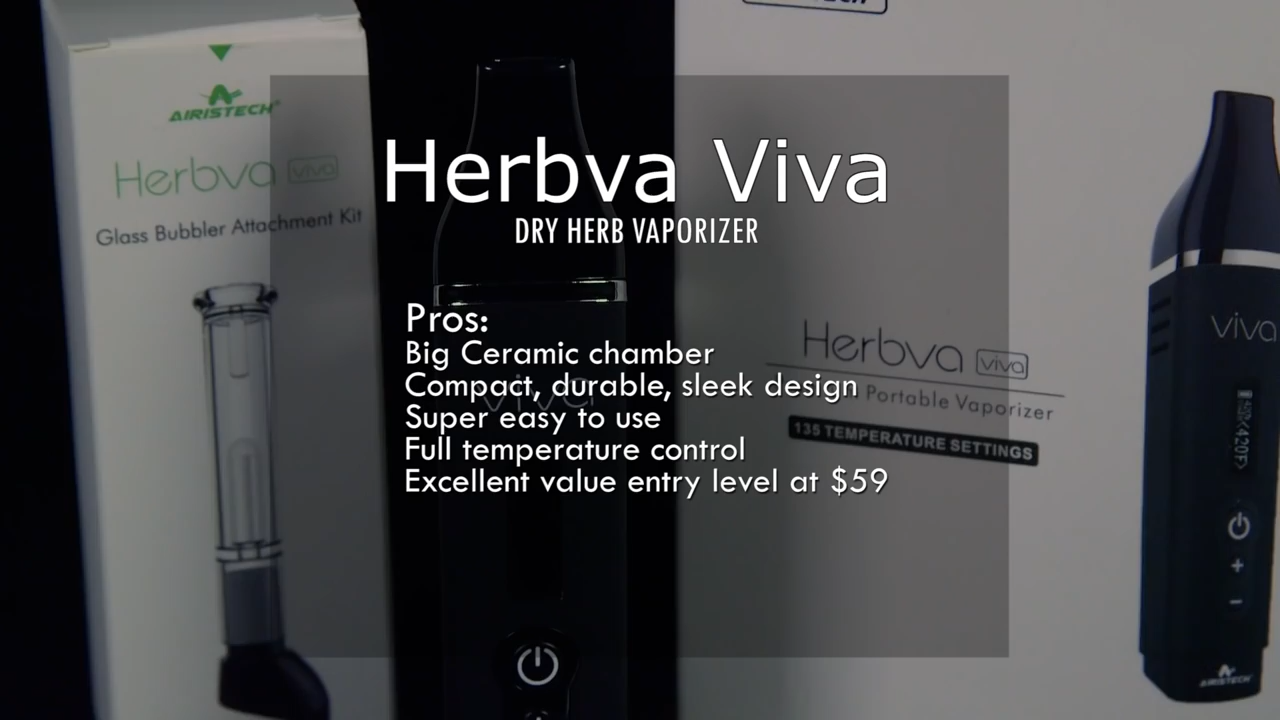 AIRISTECH
Herbva viva
Glass Bubbler Attachment Kit
Herbva Viva
DRY HERB VAPORIZER
Pros:
Big Ceramic chamber
Compact, durable, sleek design
Super easy to use
Full temperature control
Excellent value entry level at $59
viva
Herbva viva
Portable Vaporizer
135 TEMPERATURE SETTINGS
viva
420F
AIRISTECH